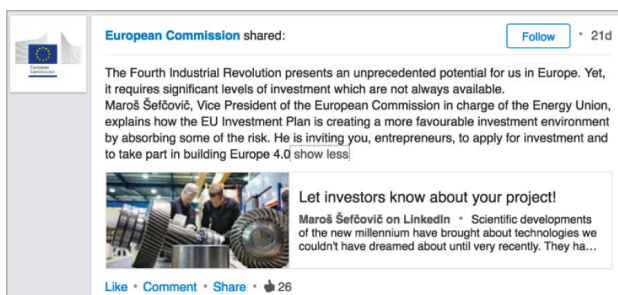 European Commission
European Commission shared:
Follow • 21d
The Fourth Industrial Revolution presents an unprecedented potential for us in Europe. Yet,
it requires significant levels of investment which are not always available.
Maroš Šefčovič, Vice President of the European Commission in charge of the Energy Union,
explains how the EU Investment Plan is creating a more favourable investment environment
by absorbing some of the risk. He is inviting you, entrepreneurs, to apply for investment and
to take part in building Europe 4.0 show less
Let investors know about your project!
Maroš Šefčovič on LinkedIn • Scientific developments
of the new millennium have brought about technologies we
couldn't have dreamed about until very recently. They ha...
Like • Comment • Share • 26